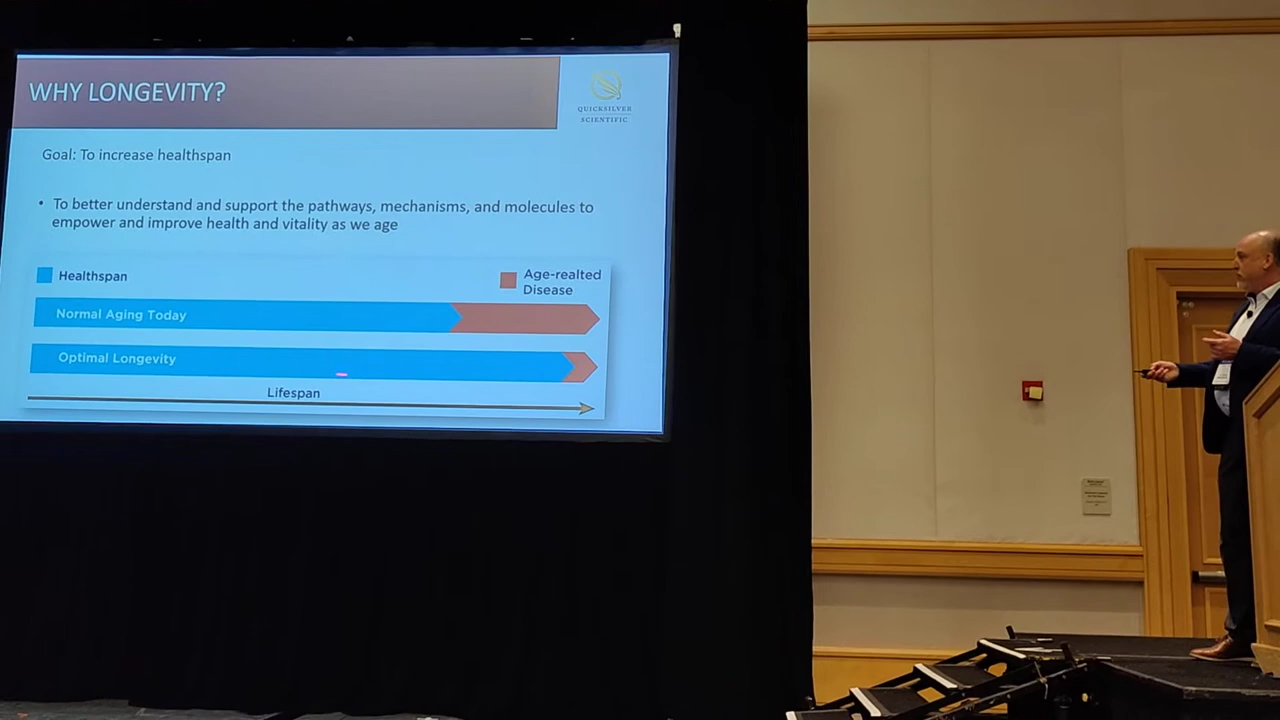 WHY LONGEVITY?
QUICKSILVER
SCIENTIFIC
Goal: To increase healthspan
• To better understand and support the pathways, mechanisms, and molecules to
empower and improve health and vitality as we age
Healthspan
Age-realted
Disease
Normal Aging Today
Optimal Longevity
Lifespan